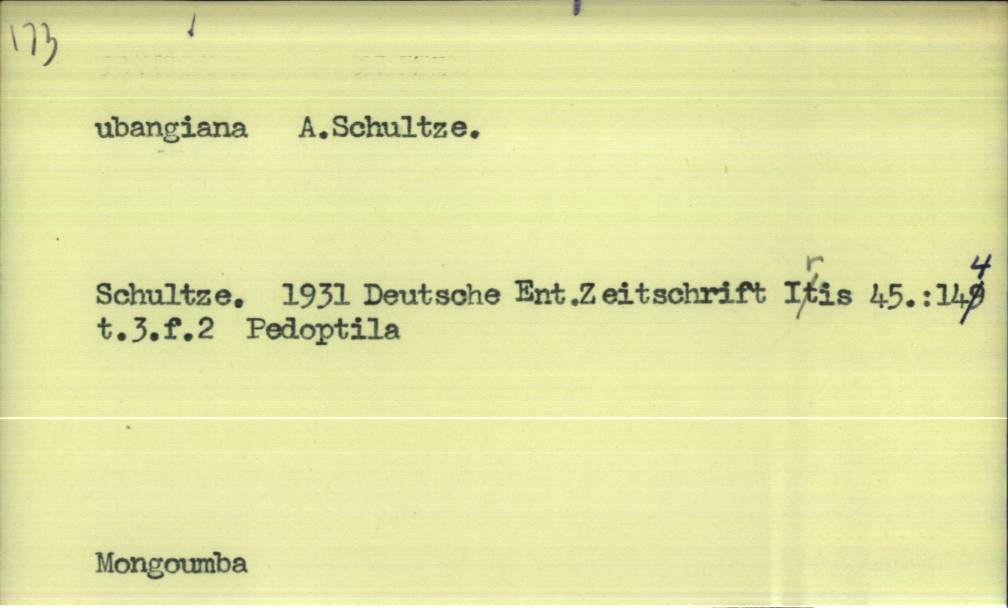 173
ubangiana A.Schultze.
Schultze. 1931 Deutsche Ent.Zeitschrift Iris 45.:144
t.3.f.2 Pedoptila
Mongoumba